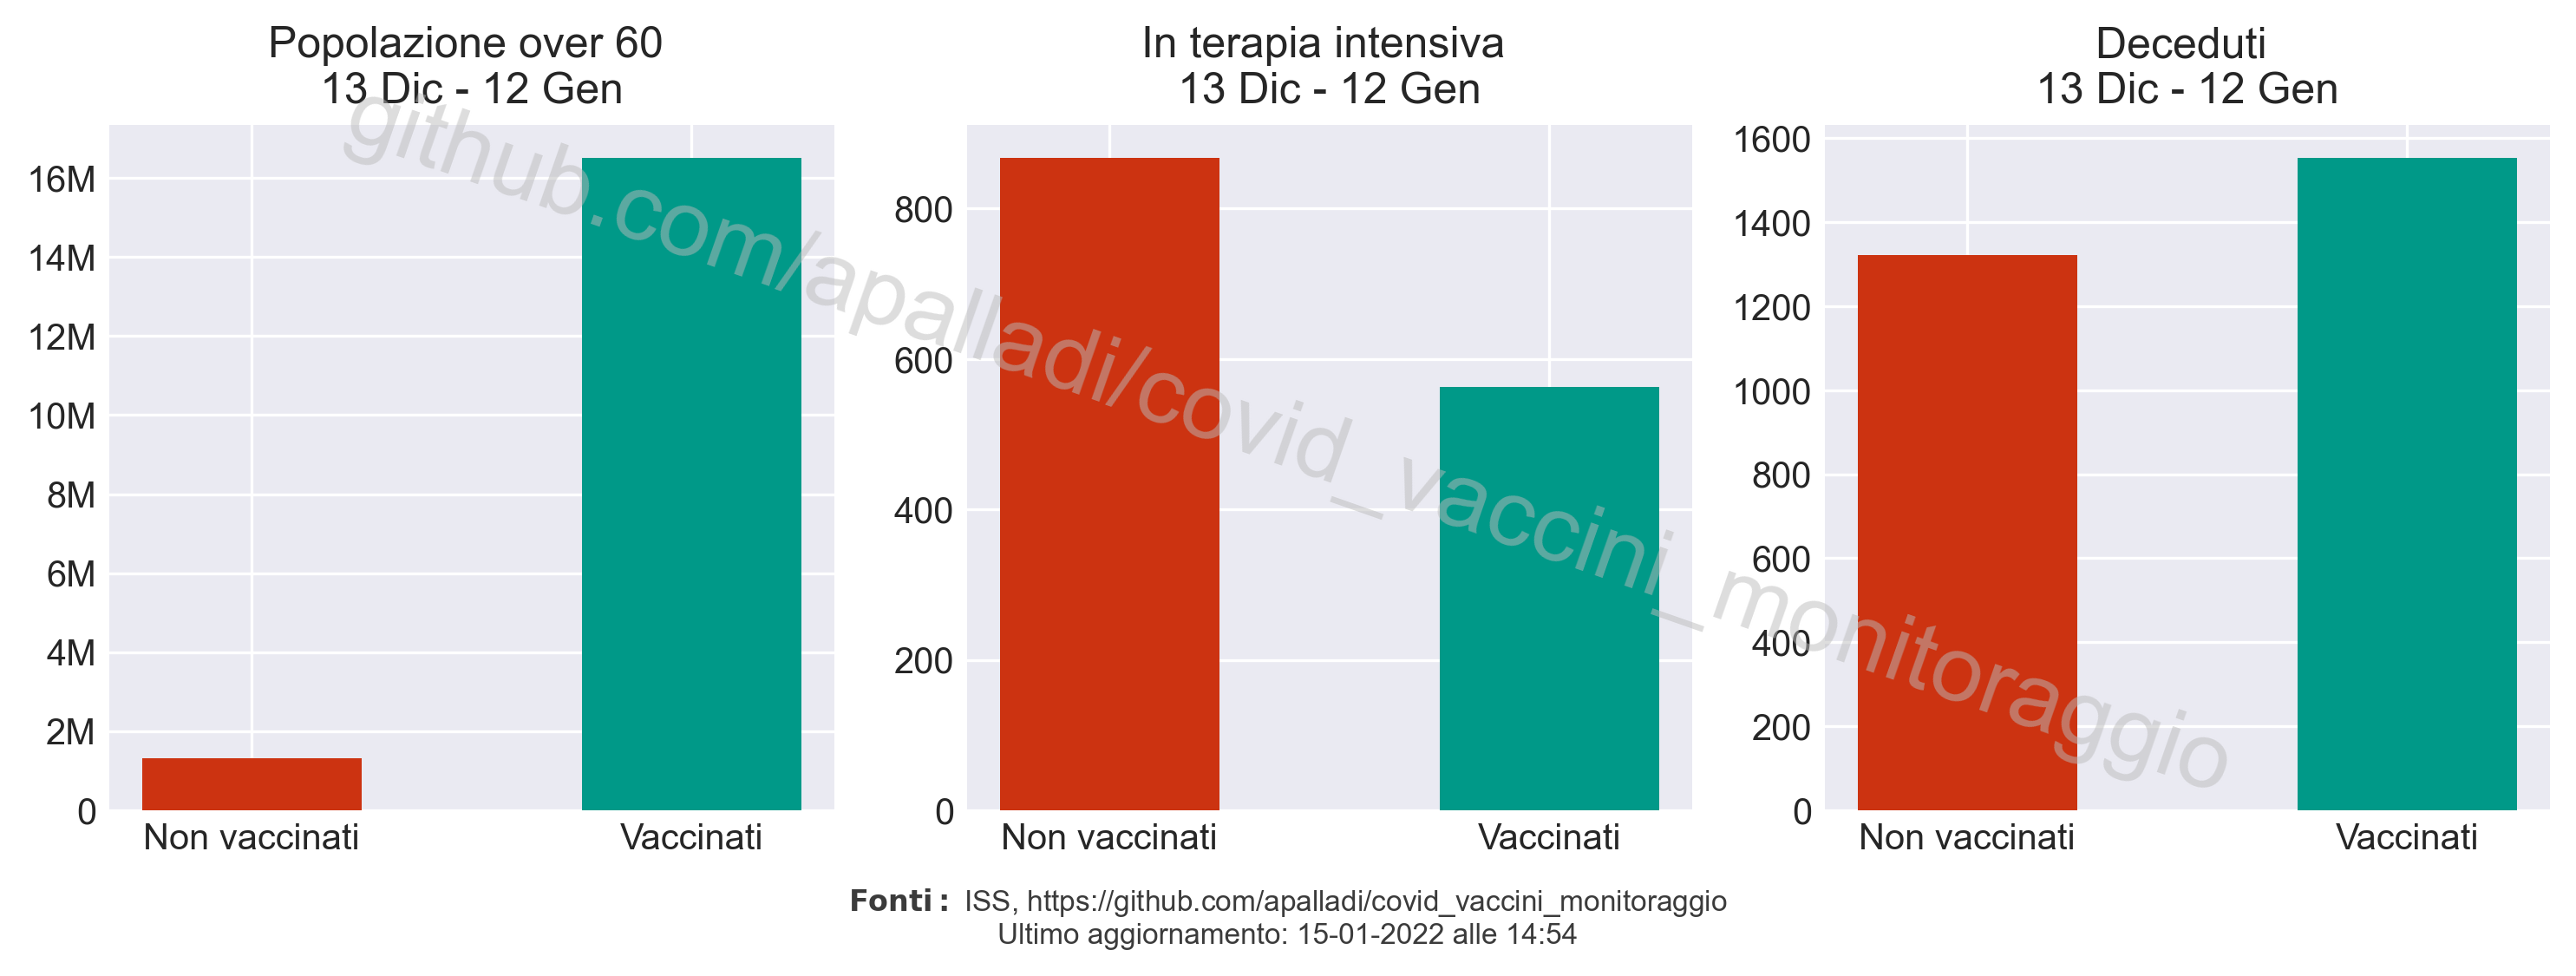 Popolazione over 60
13 Dic - 12 Gen
16M
14M
12M
10M
8M
6M
4M
2M
0
Non vaccinati
Vaccinati
In terapia intensiva
13 Dic - 12 Gen
800
600
400
200
0
Non vaccinati
Vaccinati
Deceduti
13 Dic - 12 Gen
1600
1400
1200
1000
800
600
400
200
0
Non vaccinati
Vaccinati
github.com/apalladi/covid_vaccini_monitoraggio
Fonti: ISS, https://github.com/apalladi/covid_vaccini_monitoraggio
Ultimo aggiornamento: 15-01-2022 alle 14:54